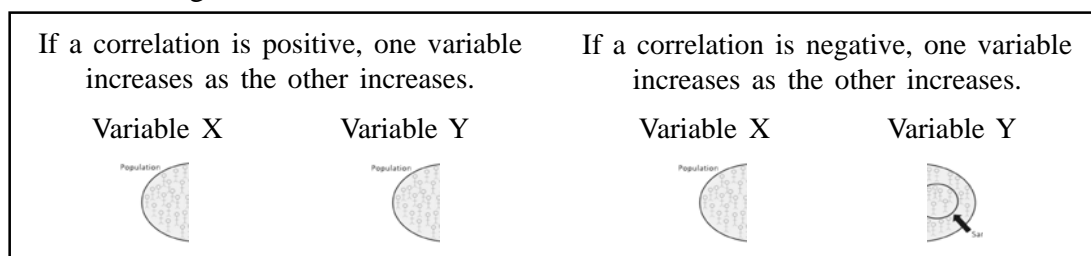 If a correlation is positive, one variable
increases as the other increases.
Variable X Variable Y
Population
Population
If a correlation is negative, one variable
increases as the other increases.
Variable X Variable Y
Population
Sar